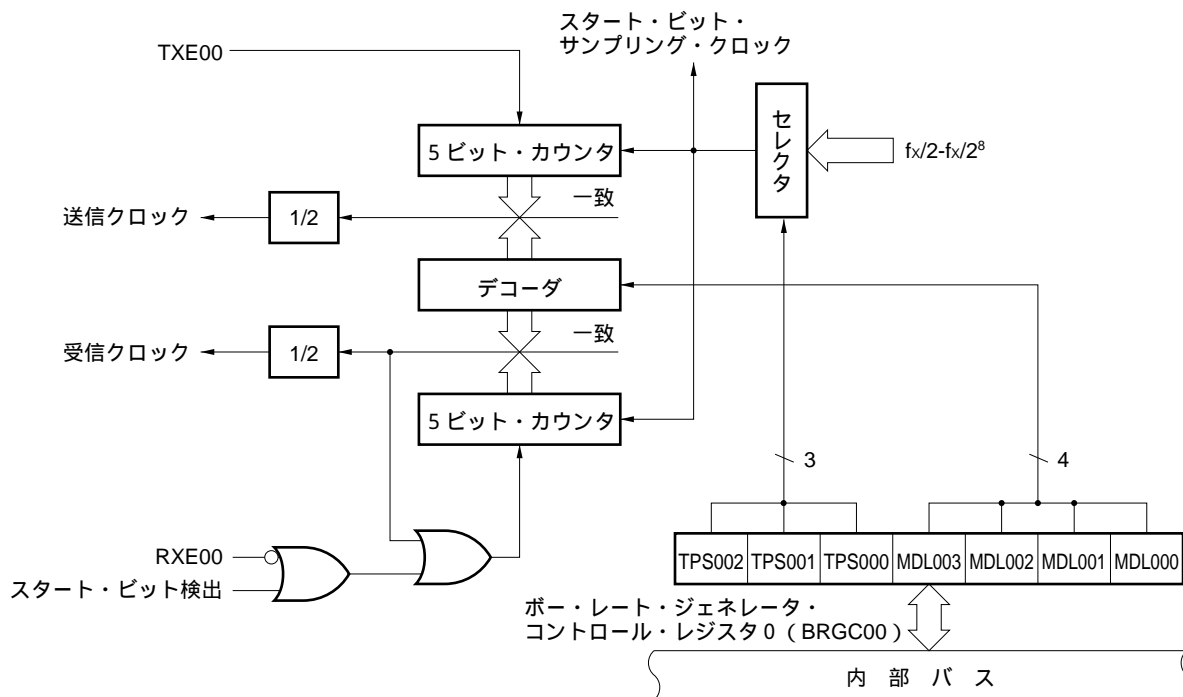 スタート・ビット・
サンプリング・クロック
TXE00
5 ビット・カウンタ
セレクタ
fx/2-fx/2⁸
一致
送信クロック
1/2
デコーダ
一致
受信クロック
1/2
5 ビット・カウンタ
3
4
RXE00
スタート・ビット検出
TPS002
TPS001
TPS000
MDL003
MDL002
MDL001
MDL000
ボー・レート・ジェネレータ・
コントロール・レジスタ 0 (BRGC00)
内 部 バ ス